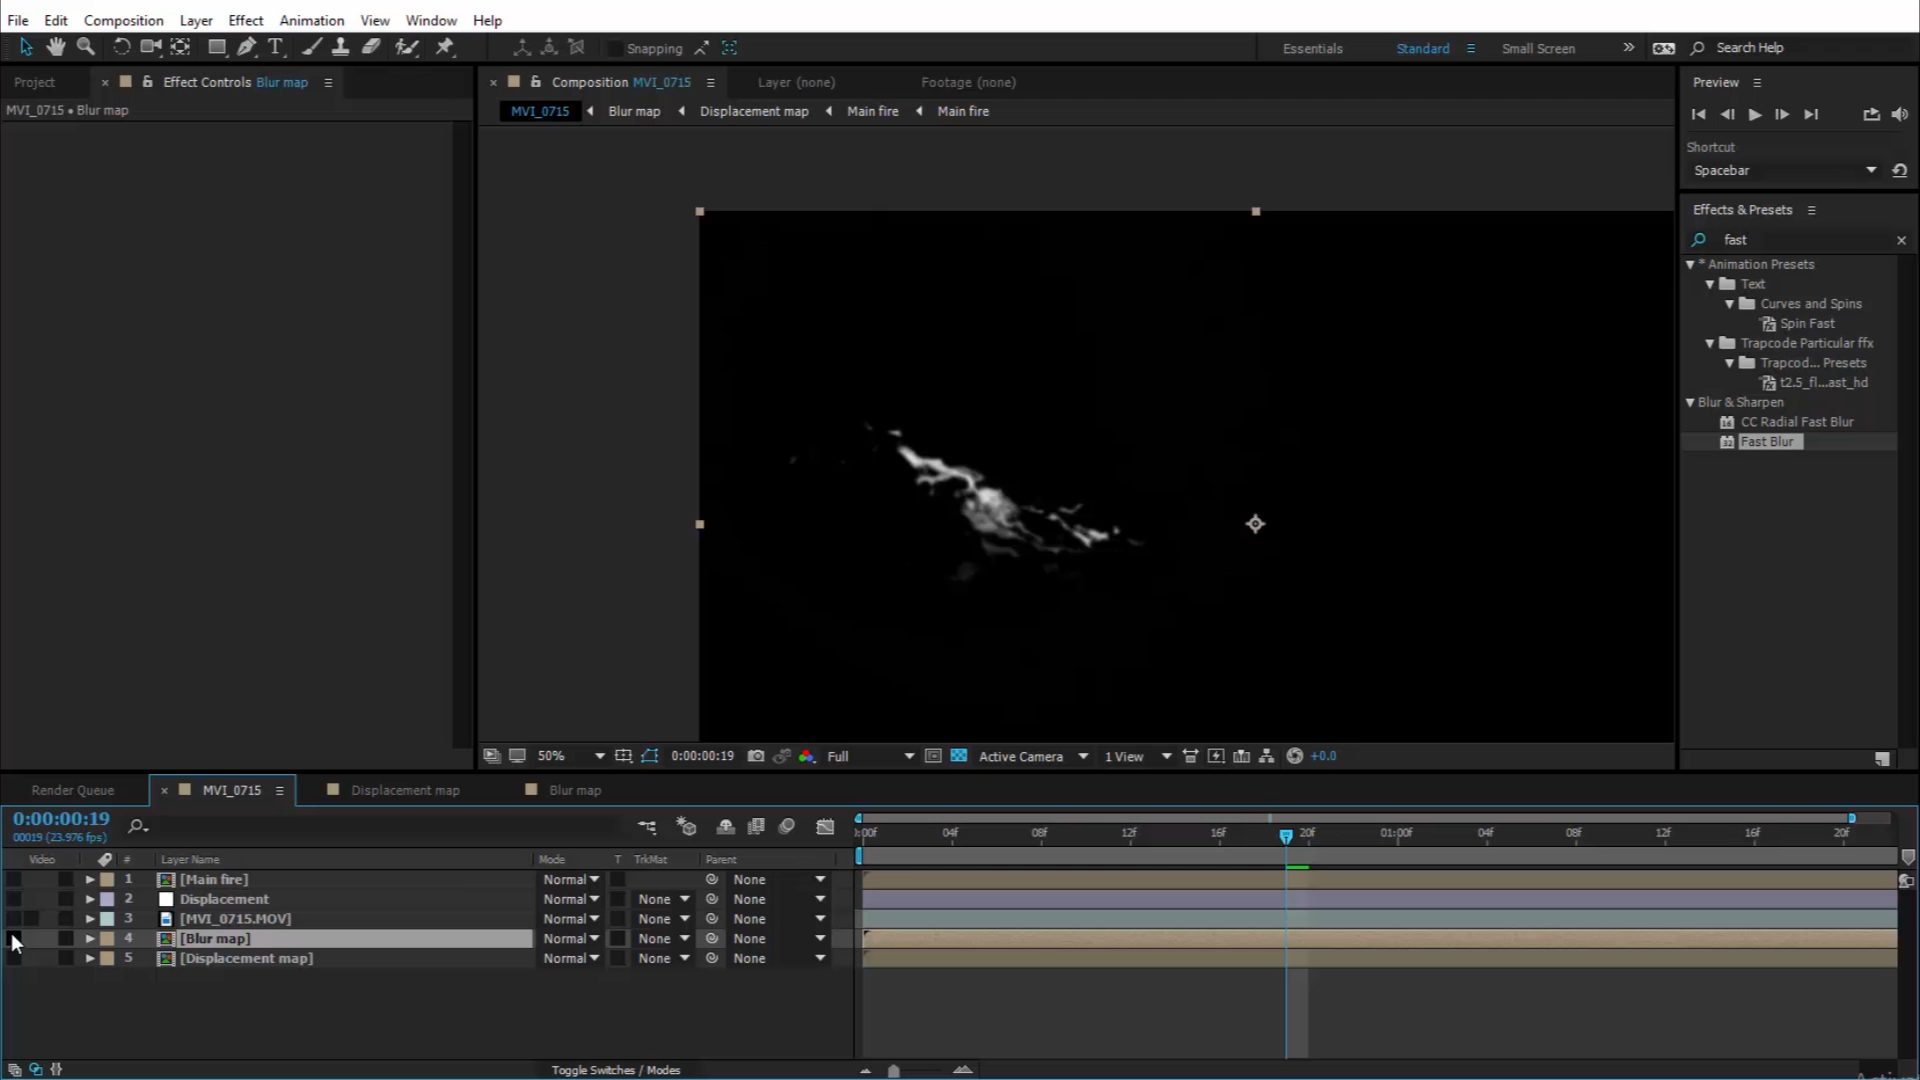 File Edit Composition Layer Effect Animation View Window Help
Snapping Essentials Standard Small Screen Search Help
Project Effect Controls Blur map
MVI_0715 • Blur map
Composition MVI_0715 Layer (none) Footage (none)
MVI_0715 Blur map Displacement map Main fire Main fire
50% 0:00:00:19 Full Active Camera 1 View +0.0
Preview
Shortcut
Spacebar
Effects & Presets
fast
* Animation Presets
Text
Curves and Spins
Spin Fast
Trapcode Particular ffx
Trapcod... Presets
t2.5_fl...ast_hd
Blur & Sharpen
CC Radial Fast Blur
Fast Blur
Render Queue MVI_0715 Displacement map Blur map
0:00:00:19
00019 (23.976 fps)
:00f 04f 08f 12f 16f 20f 01:00f 04f 08f 12f 16f 20f
Video # Layer Name Mode T TrkMat Parent
1 [Main fire] Normal None
2 Displacement Normal None None
3 [MVI_0715.MOV] Normal None None
4 [Blur map] Normal None None
5 [Displacement map] Normal None None
Toggle Switches / Modes